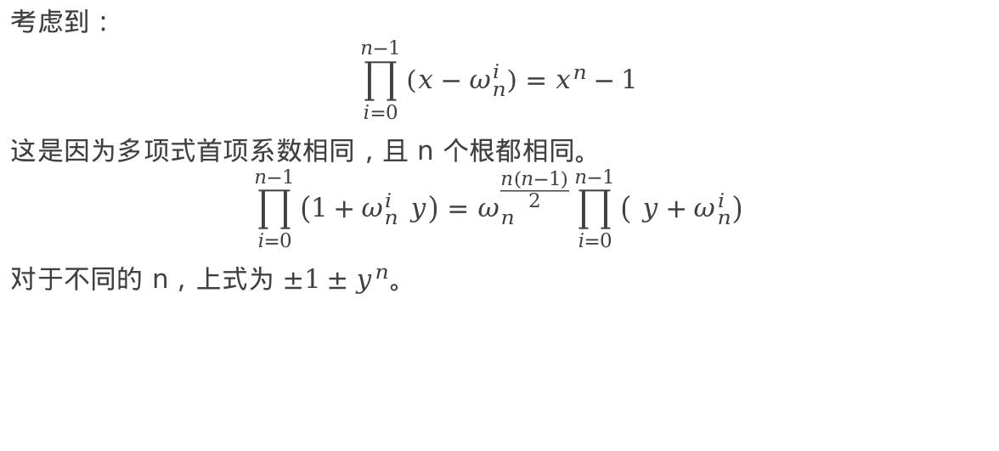 考虑到：
$$\prod_{i=0}^{n-1} (x - \omega_n^i) = x^n - 1$$
这是因为多项式首项系数相同，且 n 个根都相同。
$$\prod_{i=0}^{n-1} (1 + \omega_n^i \ y) = \omega_n^{\frac{n(n-1)}{2}} \prod_{i=0}^{n-1} ( \ y + \omega_n^i)$$
对于不同的 n，上式为 $\pm 1 \pm y^n$。